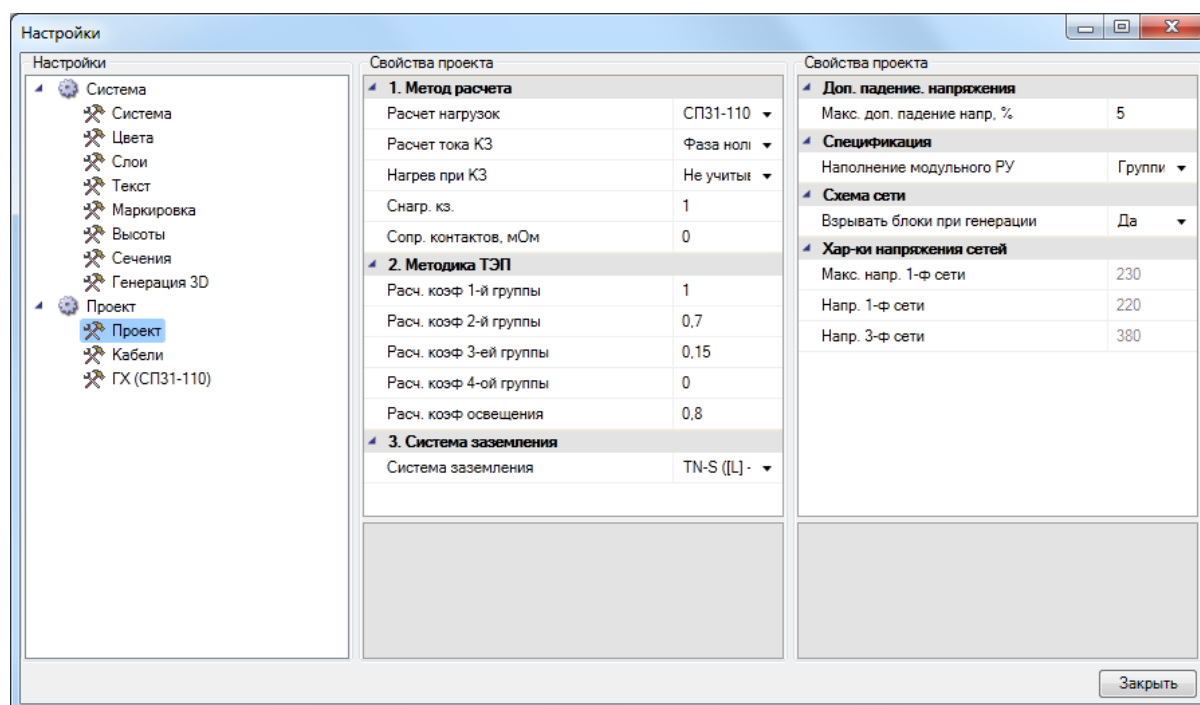 Настройки
Настройки
Система
Система
Цвета
Слои
Текст
Маркировка
Высоты
Сечения
Генерация 3D
Проект
Проект
Кабели
ГХ (СП31-110)
Свойства проекта
1. Метод расчета
Расчет нагрузок СП31-110
Расчет тока КЗ Фаза нол
Нагрев при КЗ Не учитые
Cнагр. кз. 1
Сопр. контактов, мОм 0
2. Методика ТЭП
Расч. коэф 1-й группы 1
Расч. коэф 2-й группы 0,7
Расч. коэф 3-ей группы 0,15
Расч. коэф 4-ой группы 0
Расч. коэф освещения 0,8
3. Система заземления
Система заземления TN-S ([L] -
Свойства проекта
Доп. падение. напряжения
Макс. доп. падение напр, % 5
Спецификация
Наполнение модульного РУ Группи
Схема сети
Взрывать блоки при генерации Да
Хар-ки напряжения сетей
Макс. напр. 1-ф сети 230
Напр. 1-ф сети 220
Напр. 3-ф сети 380
Закрыть